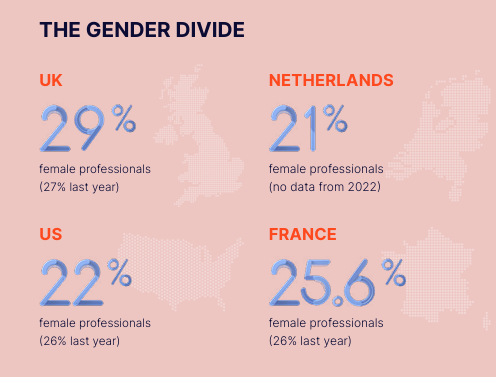 THE GENDER DIVIDE
UK
29%
female professionals
(27% last year)
NETHERLANDS
21%
female professionals
(no data from 2022)
US
22%
female professionals
(26% last year)
FRANCE
25.6%
female professionals
(26% last year)